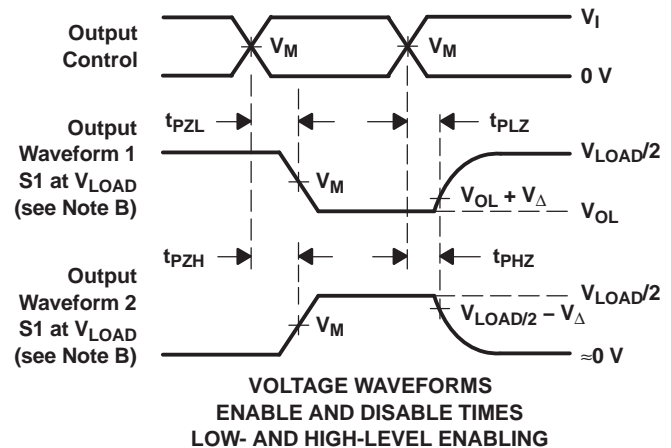 Output
Control
V_M
V_M
V_I
0 V
t_PZL
t_PLZ
Output
Waveform 1
S1 at V_LOAD
(see Note B)
V_M
V_LOAD/2
V_OL + V_Δ
V_OL
t_PZH
t_PHZ
Output
Waveform 2
S1 at V_LOAD
(see Note B)
V_M
V_LOAD/2
V_LOAD/2 – V_Δ
≈0 V
VOLTAGE WAVEFORMS
ENABLE AND DISABLE TIMES
LOW- AND HIGH-LEVEL ENABLING